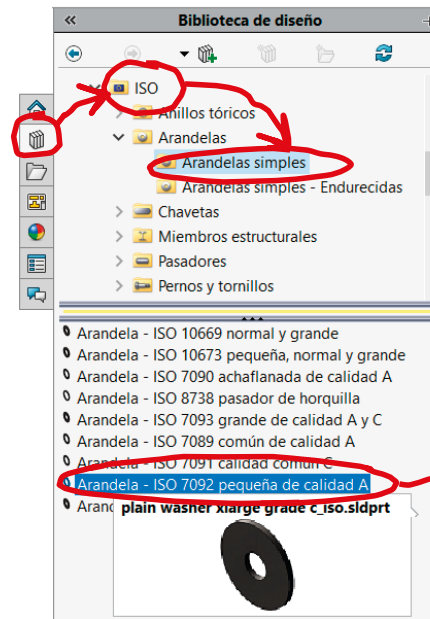 Biblioteca de diseño
ISO
Anillos tóricos
Arandelas
Arandelas simples
Arandelas simples - Endurecidas
Chavetas
Miembros estructurales
Pasadores
Pernos y tornillos
Arandela - ISO 10669 normal y grande
Arandela - ISO 10673 pequeña, normal y grande
Arandela - ISO 7090 achaflanada de calidad A
Arandela - ISO 8738 pasador de horquilla
Arandela - ISO 7093 grande de calidad A y C
Arandela - ISO 7089 común de calidad A
Arandela - ISO 7091 calidad común C
Arandela - ISO 7092 pequeña de calidad A
plain washer xlarge grade c_iso.sldprt